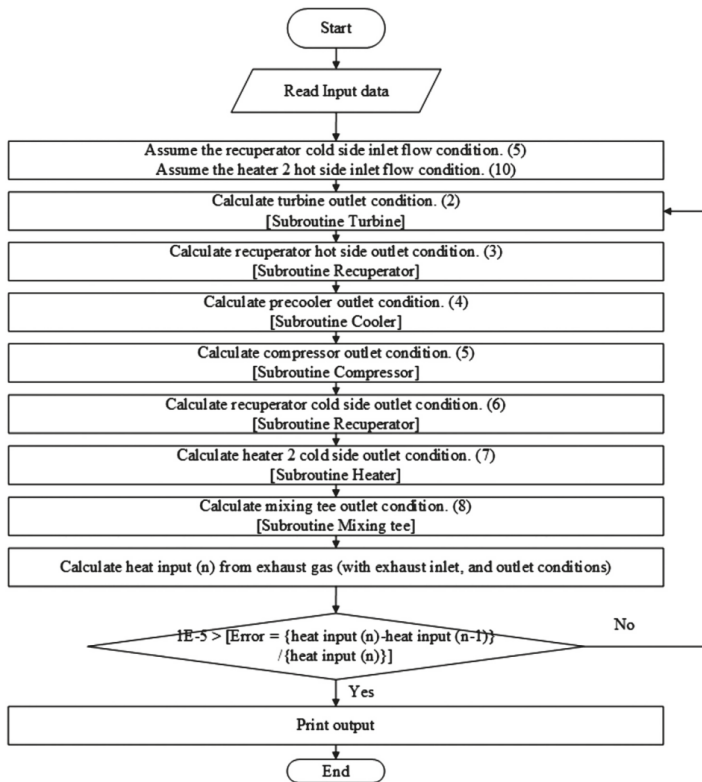 Start
Read Input data
Assume the recuperator cold side inlet flow condition. (5)
Assume the heater 2 hot side inlet flow condition. (10)
Calculate turbine outlet condition. (2)
[Subroutine Turbine]
Calculate recuperator hot side outlet condition. (3)
[Subroutine Recuperator]
Calculate precooler outlet condition. (4)
[Subroutine Cooler]
Calculate compressor outlet condition. (5)
[Subroutine Compressor]
Calculate recuperator cold side outlet condition. (6)
[Subroutine Recuperator]
Calculate heater 2 cold side outlet condition. (7)
[Subroutine Heater]
Calculate mixing tee outlet condition. (8)
[Subroutine Mixing tee]
Calculate heat input (n) from exhaust gas (with exhaust inlet, and outlet conditions)
1E-5 > [Error = {heat input (n)-heat input (n-1)}
/{heat input (n)}]
No
Yes
Print output
End